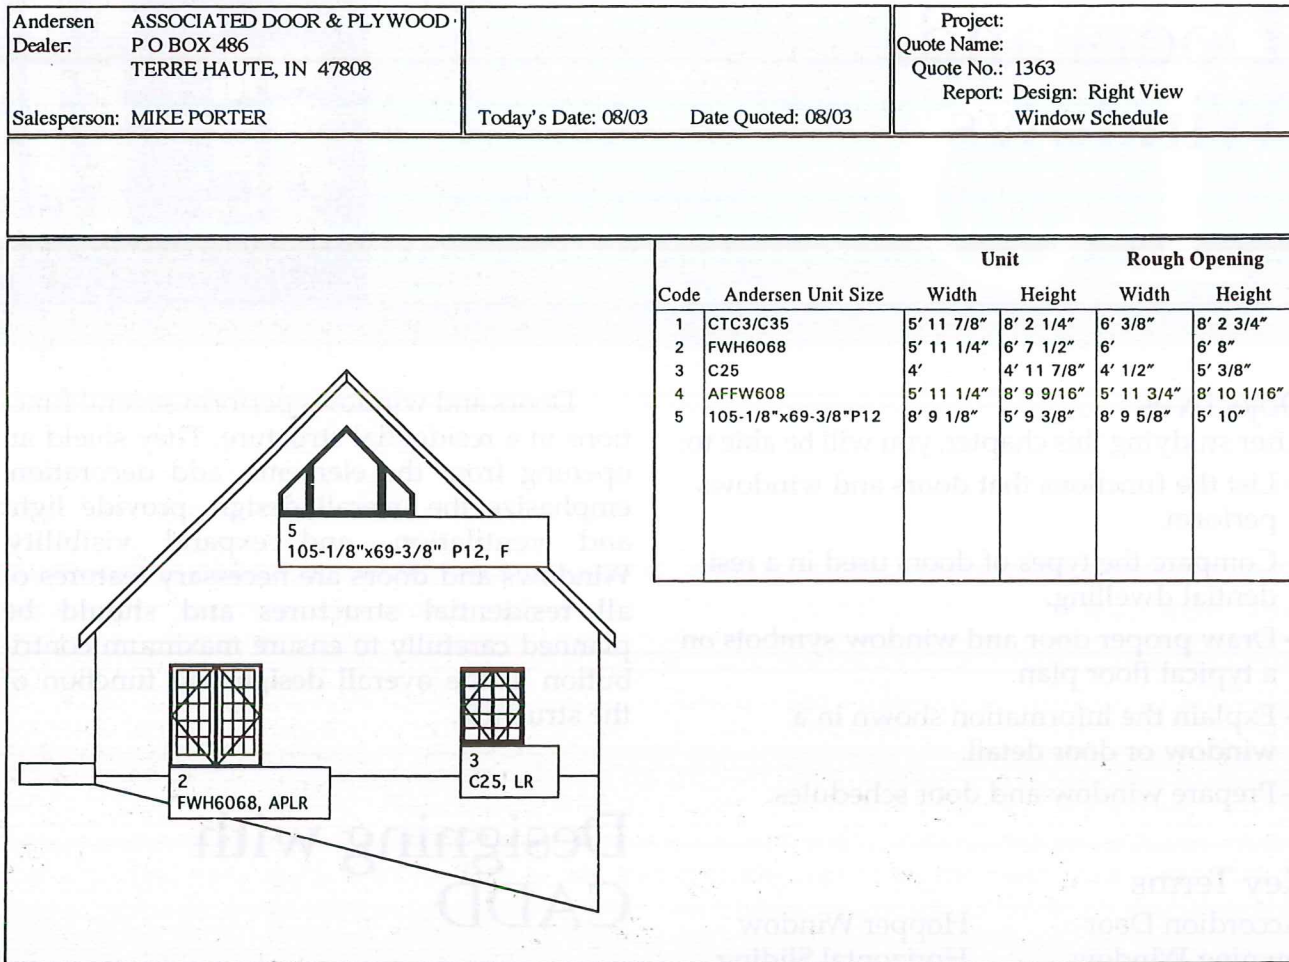 Andersen ASSOCIATED DOOR & PLYWOOD
Dealer: P O BOX 486
TERRE HAUTE, IN 47808
Salesperson: MIKE PORTER
Today's Date: 08/03 Date Quoted: 08/03
Project:
Quote Name:
Quote No.: 1363
Report: Design: Right View
Window Schedule
Unit Rough Opening
Code Andersen Unit Size Width Height Width Height
1 CTC3/C35 5′ 11 7/8″ 8′ 2 1/4″ 6′ 3/8″ 8′ 2 3/4″
2 FWH6068 5′ 11 1/4″ 6′ 7 1/2″ 6′ 6′ 8″
3 C25 4′ 4′ 11 7/8″ 4′ 1/2″ 5′ 3/8″
4 AFFW608 5′ 11 1/4″ 8′ 9 9/16″ 5′ 11 3/4″ 8′ 10 1/16″
5 105-1/8″x69-3/8″P12 8′ 9 1/8″ 5′ 9 3/8″ 8′ 9 5/8″ 5′ 10″
5
105-1/8"x69-3/8" P12, F
2
FWH6068, APLR
3
C25, LR